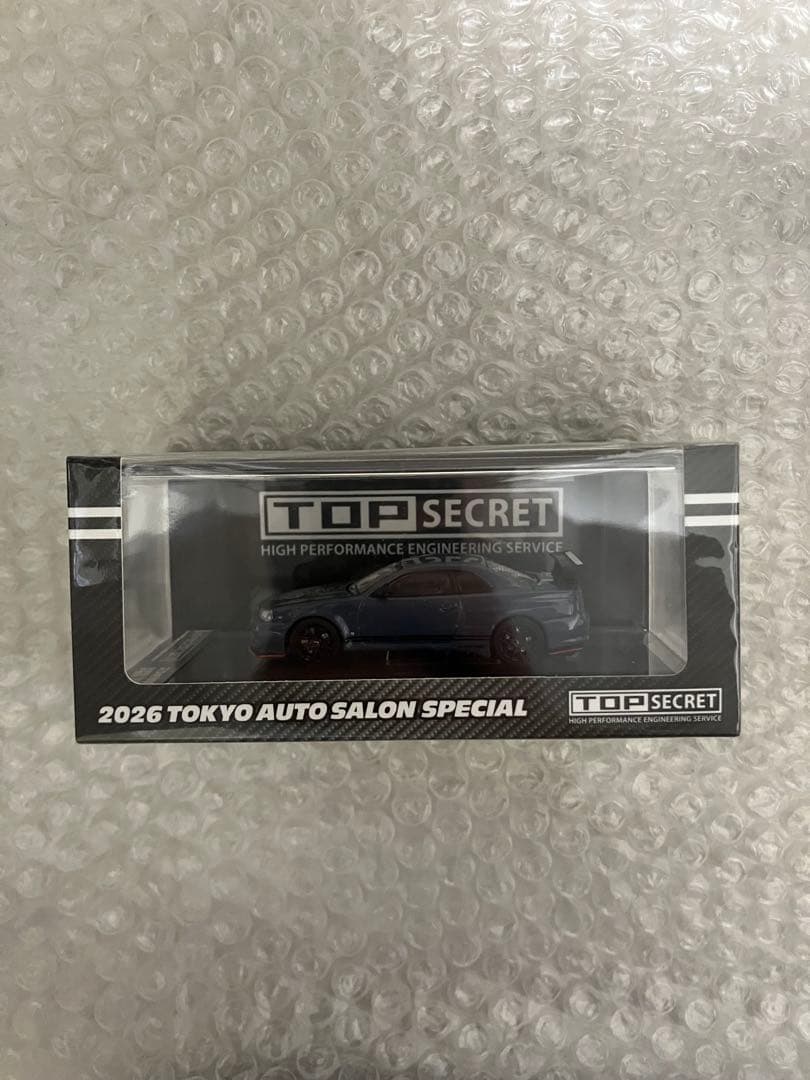 TOP SECRET
HIGH PERFORMANCE ENGINEERING SERVICE
2026 TOKYO AUTO SALON SPECIAL
TOP SECRET
HIGH PERFORMANCE ENGINEERING SERVICE